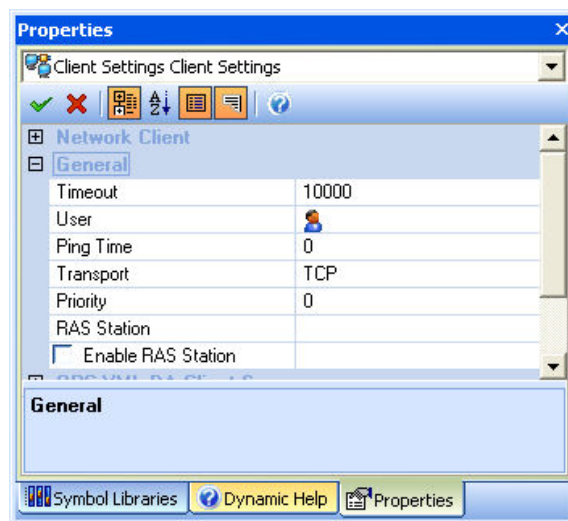 Properties
Client Settings Client Settings
Network Client
General
Timeout 10000
User
Ping Time 0
Transport TCP
Priority 0
RAS Station
Enable RAS Station
General
Symbol Libraries Dynamic Help Properties